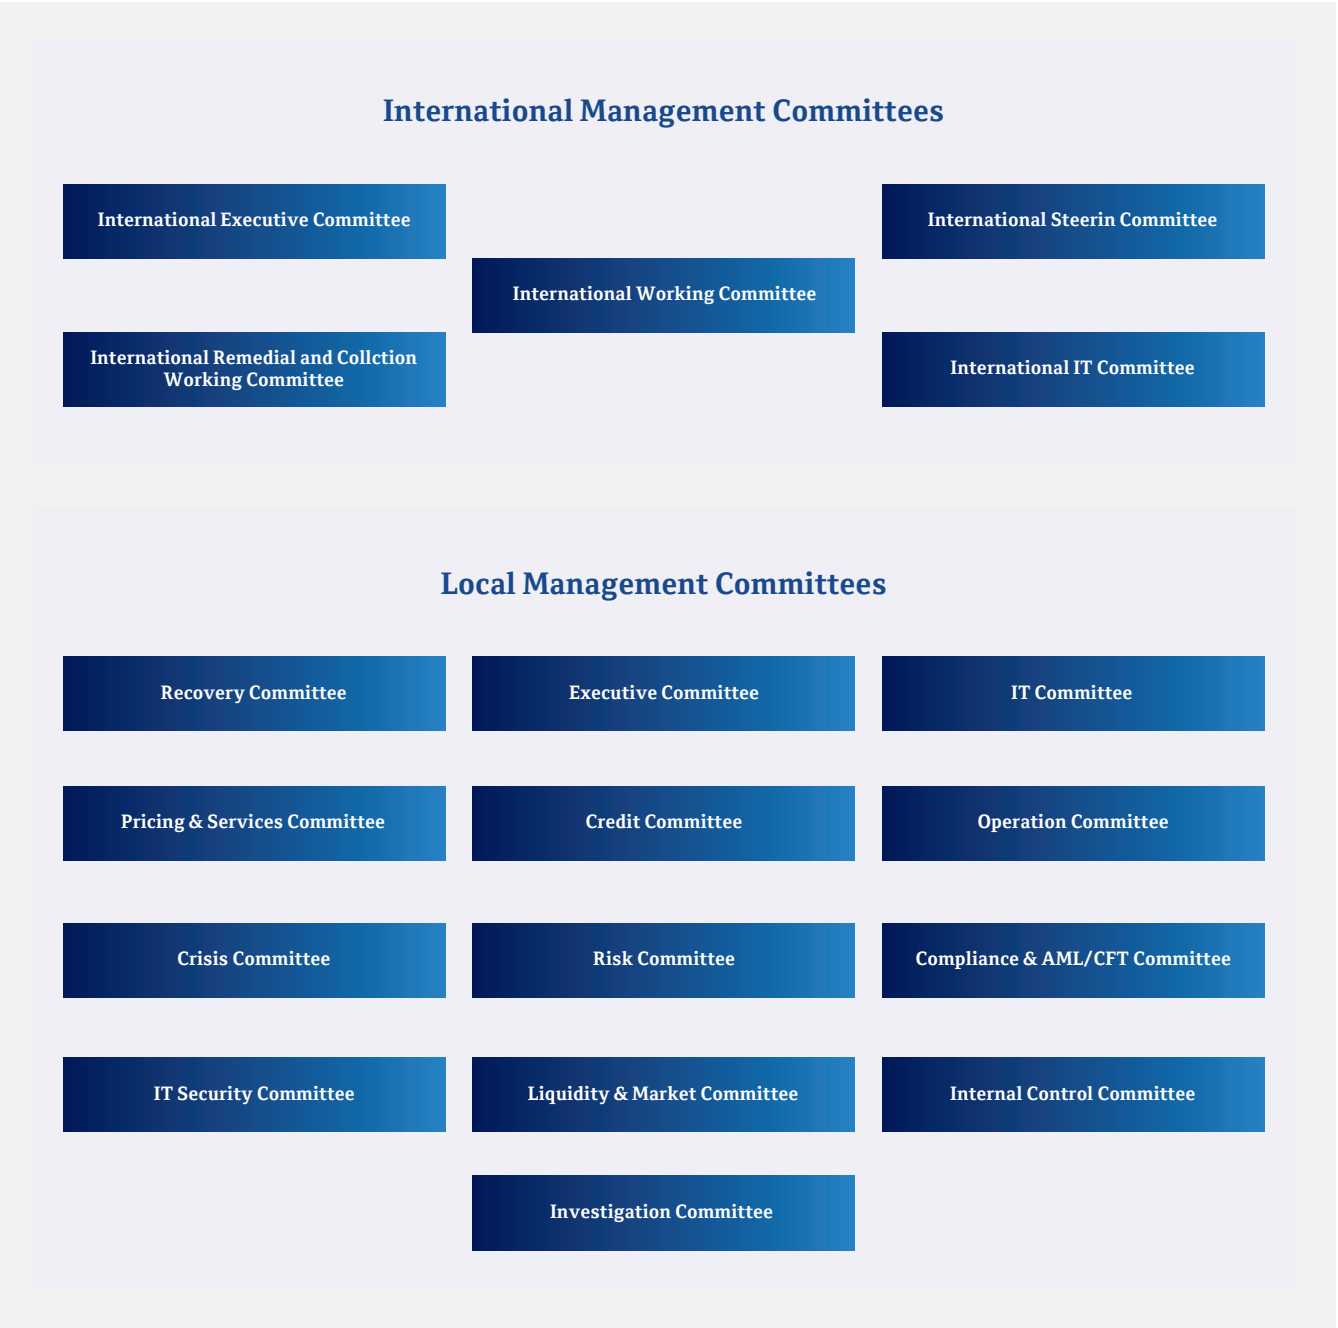 International Management Committees
International Executive Committee
International Steerin Committee
International Working Committee
International Remedial and Collction
Working Committee
International IT Committee
Local Management Committees
Recovery Committee
Executive Committee
IT Committee
Pricing & Services Committee
Credit Committee
Operation Committee
Crisis Committee
Risk Committee
Compliance & AML/CFT Committee
IT Security Committee
Liquidity & Market Committee
Internal Control Committee
Investigation Committee